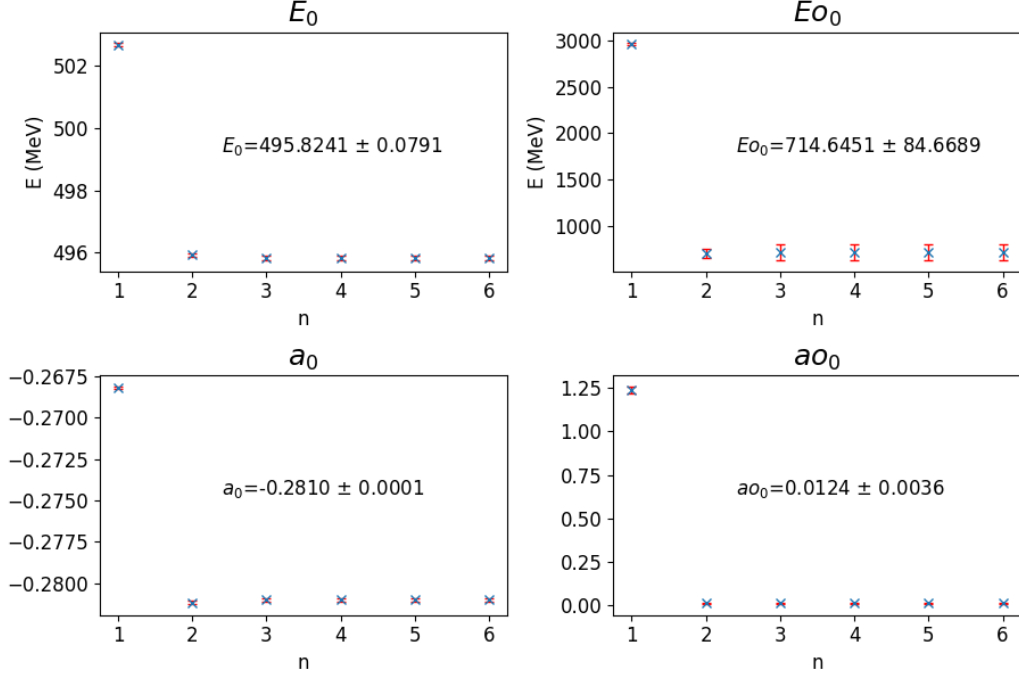 E₀
502
500
498
496
E (MeV)
E₀=495.8241 ± 0.0791
1 2 3 4 5 6
n
Eo₀
3000
2500
2000
1500
1000
E (MeV)
Eo₀=714.6451 ± 84.6689
1 2 3 4 5 6
n
a₀
−0.2675
−0.2700
−0.2725
−0.2750
−0.2775
−0.2800
a₀=-0.2810 ± 0.0001
1 2 3 4 5 6
n
ao₀
1.25
1.00
0.75
0.50
0.25
0.00
ao₀=0.0124 ± 0.0036
1 2 3 4 5 6
n